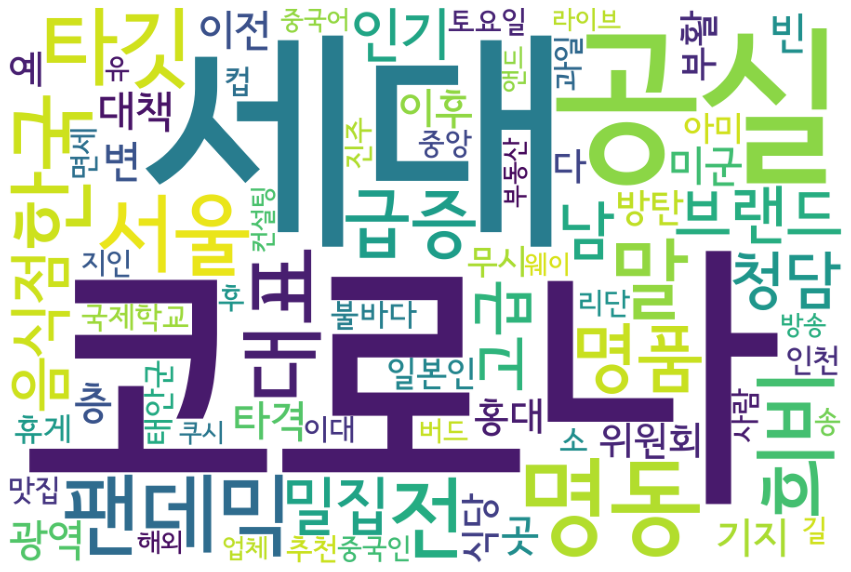 타깃
이전
중국어
인기
토요일
라이브
빈
예
유
컵
세대
앤드
과일
부활
공실
한국
면세
대책
변
진주
이후
중앙
부동산
다
아미
미군
서울
컨설팅
급증
남
방탄
브랜드
음식점
지인
국제학교
후
대표
불바다
무시
웨이
고급
말
리단
청담
방송
인천
코로나
명품
층
태안군
쿠시
휴게
타격
이대
일본인
버드
홍대
소
위원회
사람
희비
송
맛집
팬데믹
밀집
전
식당
곳
명동
광역
해외
업체
추천
중국인
기지
길